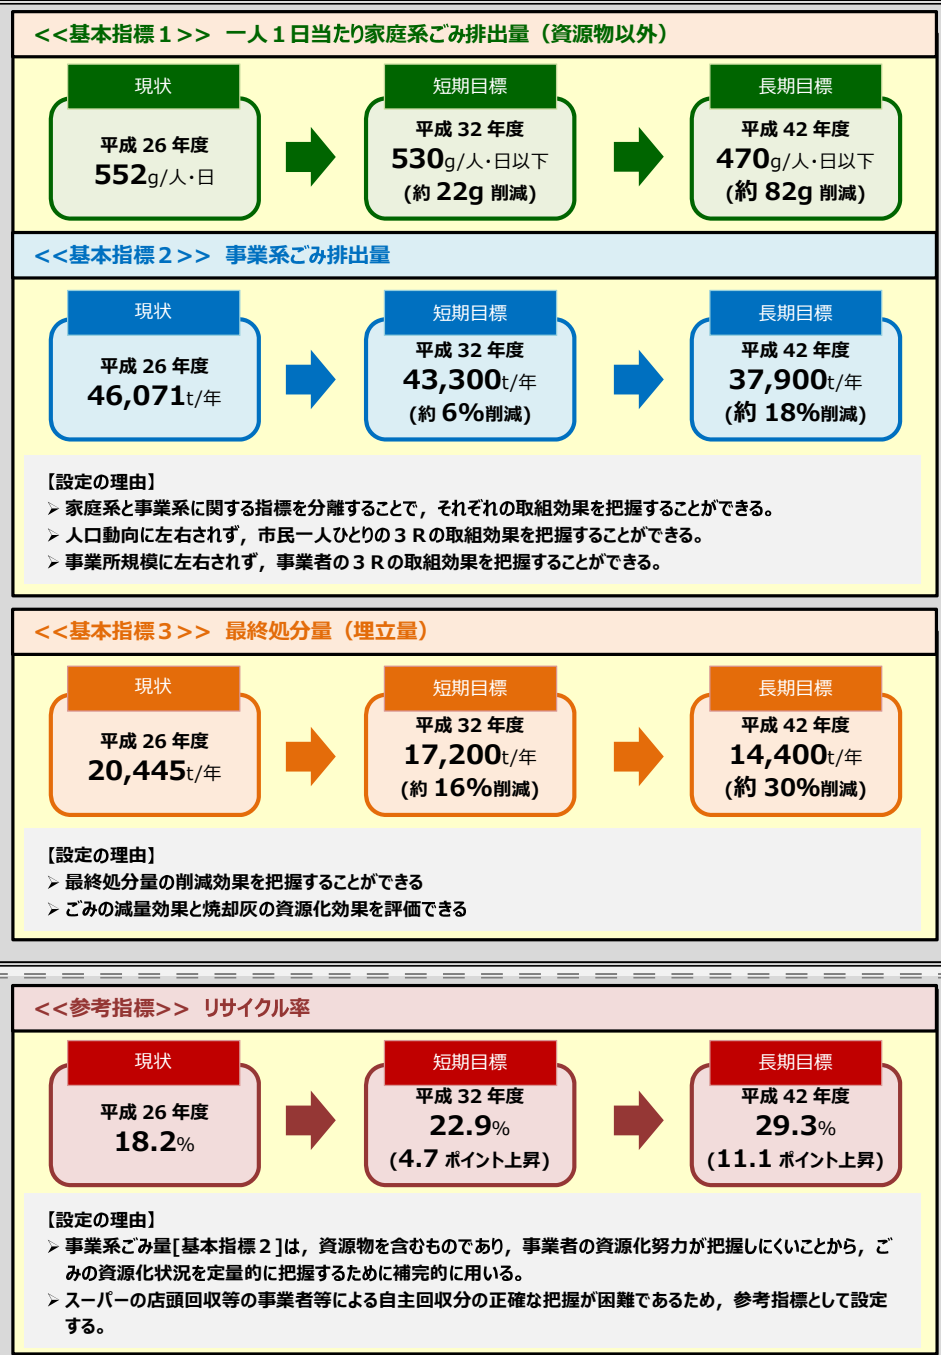 <<基本指標１>> 一人１日当たり家庭系ごみ排出量（資源物以外）
現状
平成 26 年度
552g/人・日
短期目標
平成 32 年度
530g/人・日以下
(約 22g 削減)
長期目標
平成 42 年度
470g/人・日以下
(約 82g 削減)
<<基本指標２>> 事業系ごみ排出量
現状
平成 26 年度
46,071t/年
短期目標
平成 32 年度
43,300t/年
(約 6%削減)
長期目標
平成 42 年度
37,900t/年
(約 18%削減)
【設定の理由】
➢ 家庭系と事業系に関する指標を分離することで，それぞれの取組効果を把握することができる。
➢ 人口動向に左右されず，市民一人ひとりの３Ｒの取組効果を把握することができる。
➢ 事業所規模に左右されず，事業者の３Ｒの取組効果を把握することができる。
<<基本指標３>> 最終処分量（埋立量）
現状
平成 26 年度
20,445t/年
短期目標
平成 32 年度
17,200t/年
(約 16%削減)
長期目標
平成 42 年度
14,400t/年
(約 30%削減)
【設定の理由】
➢ 最終処分量の削減効果を把握することができる
➢ ごみの減量効果と焼却灰の資源化効果を評価できる
<<参考指標>> リサイクル率
現状
平成 26 年度
18.2%
短期目標
平成 32 年度
22.9%
(4.7 ポイント上昇)
長期目標
平成 42 年度
29.3%
(11.1 ポイント上昇)
【設定の理由】
➢ 事業系ごみ量[基本指標２]は，資源物を含むものであり，事業者の資源化努力が把握しにくいことから，ご
みの資源化状況を定量的に把握するために補完的に用いる。
➢ スーパーの店頭回収等の事業者等による自主回収分の正確な把握が困難であるため，参考指標として設定
する。